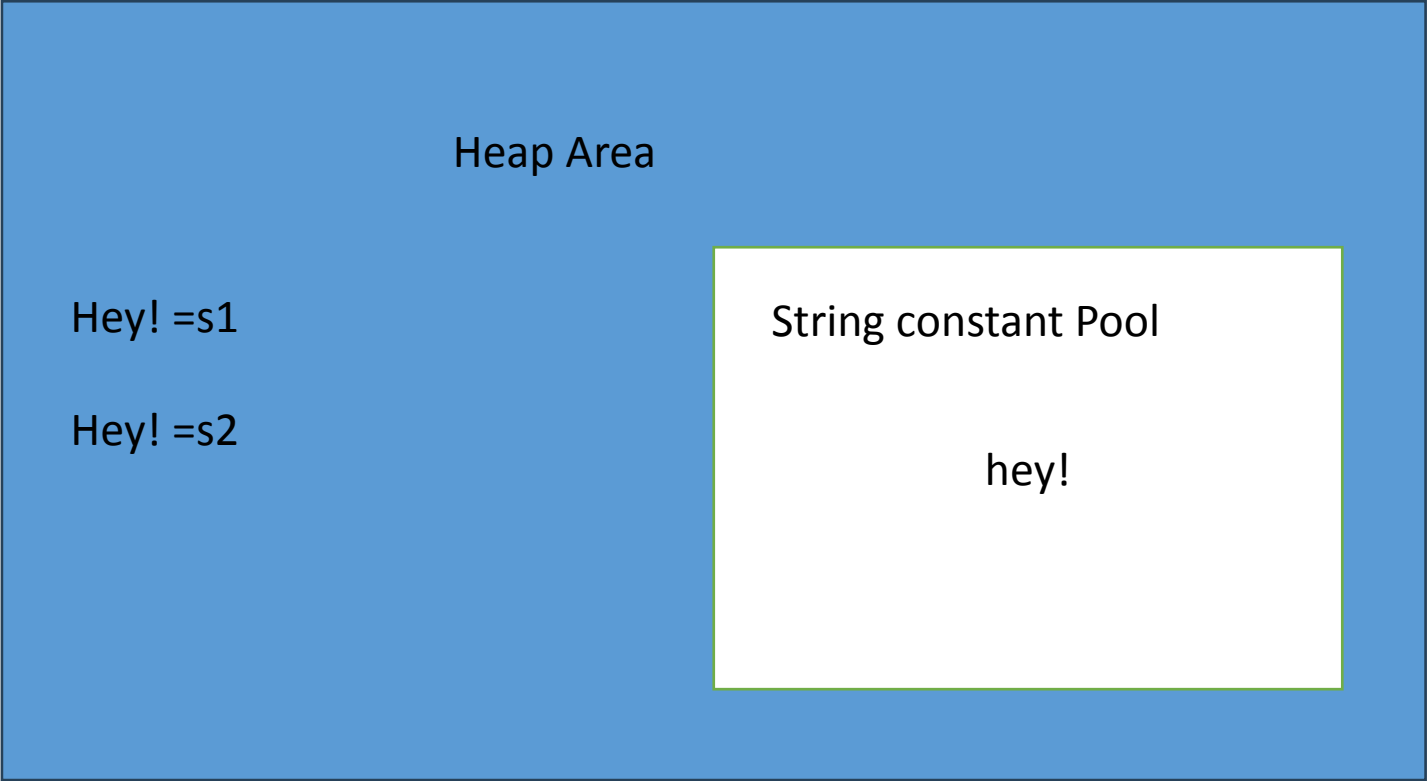 Heap Area
Hey! =s1
String constant Pool
Hey! =s2
hey!